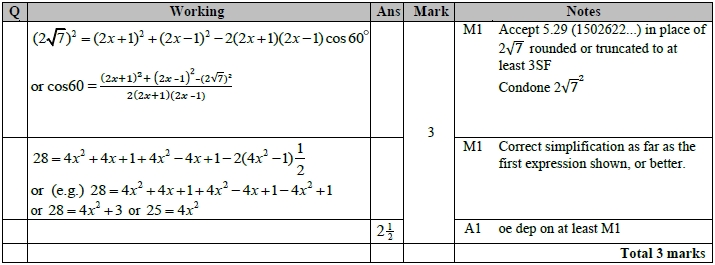 Q Working Ans Mark Notes
(2√7)² = (2x+1)² + (2x−1)² − 2(2x+1)(2x−1) cos 60°
or cos60 = ((2x+1)² + (2x−1)² − (2√7)²) / (2(2x+1)(2x−1))
M1 Accept 5.29 (1502622...) in place of
2√7 rounded or truncated to at
least 3SF
Condone 2√7²
3
28 = 4x² + 4x + 1 + 4x² − 4x + 1 − 2(4x² − 1)½
or (e.g.) 28 = 4x² + 4x + 1 + 4x² − 4x + 1 − 4x² + 1
or 28 = 4x² + 3 or 25 = 4x²
M1 Correct simplification as far as the
first expression shown, or better.
2½
A1 oe dep on at least M1
Total 3 marks